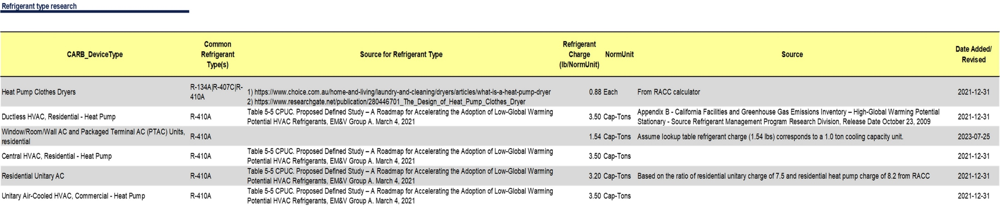 Refrigerant type research
CARB_DeviceType
Common
Refrigerant
Type(s)
Source for Refrigerant Type
Refrigerant
Charge
(lb/NormUnit)
NormUnit
Source
Date Added/
Revised
Heat Pump Clothes Dryers
R-134A|R-407C|R-
410A
1) https://www.choice.com.au/home-and-living/laundry-and-cleaning/dryers/articles/what-is-a-heat-pump-dryer
2) https://www.researchgate.net/publication/280446701_The_Design_of_Heat_Pump_Clothes_Dryer
0.88 Each
From RACC calculator
2021-12-31
Ductless HVAC, Residential - Heat Pump
R-410A
Table 5-5 CPUC. Proposed Defined Study – A Roadmap for Accelerating the Adoption of Low-Global Warming
Potential HVAC Refrigerants, EM&V Group A. March 4, 2021
3.50 Cap-Tons
Appendix B - California Facilities and Greenhouse Gas Emissions Inventory – High-Global Warming Potential
Stationary - Source Refrigerant Management Program Research Division, Release Date October 23, 2009
2021-12-31
Window/Room/Wall AC and Packaged Terminal AC (PTAC) Units,
residential
R-410A
1.54 Cap-Tons
Assume lookup table refrigerant charge (1.54 lbs) corresponds to a 1.0 ton cooling capacity unit.
2023-07-25
Central HVAC, Residential - Heat Pump
R-410A
Table 5-5 CPUC. Proposed Defined Study – A Roadmap for Accelerating the Adoption of Low-Global Warming
Potential HVAC Refrigerants, EM&V Group A. March 4, 2021
3.50 Cap-Tons
2021-12-31
Residential Unitary AC
R-410A
Table 5-5 CPUC. Proposed Defined Study – A Roadmap for Accelerating the Adoption of Low-Global Warming
Potential HVAC Refrigerants, EM&V Group A. March 4, 2021
3.20 Cap-Tons
Based on the ratio of residential unitary charge of 7.5 and residential heat pump charge of 8.2 from RACC
2021-12-31
Unitary Air-Cooled HVAC, Commercial - Heat Pump
R-410A
Table 5-5 CPUC. Proposed Defined Study – A Roadmap for Accelerating the Adoption of Low-Global Warming
Potential HVAC Refrigerants, EM&V Group A. March 4, 2021
3.50 Cap-Tons
2021-12-31